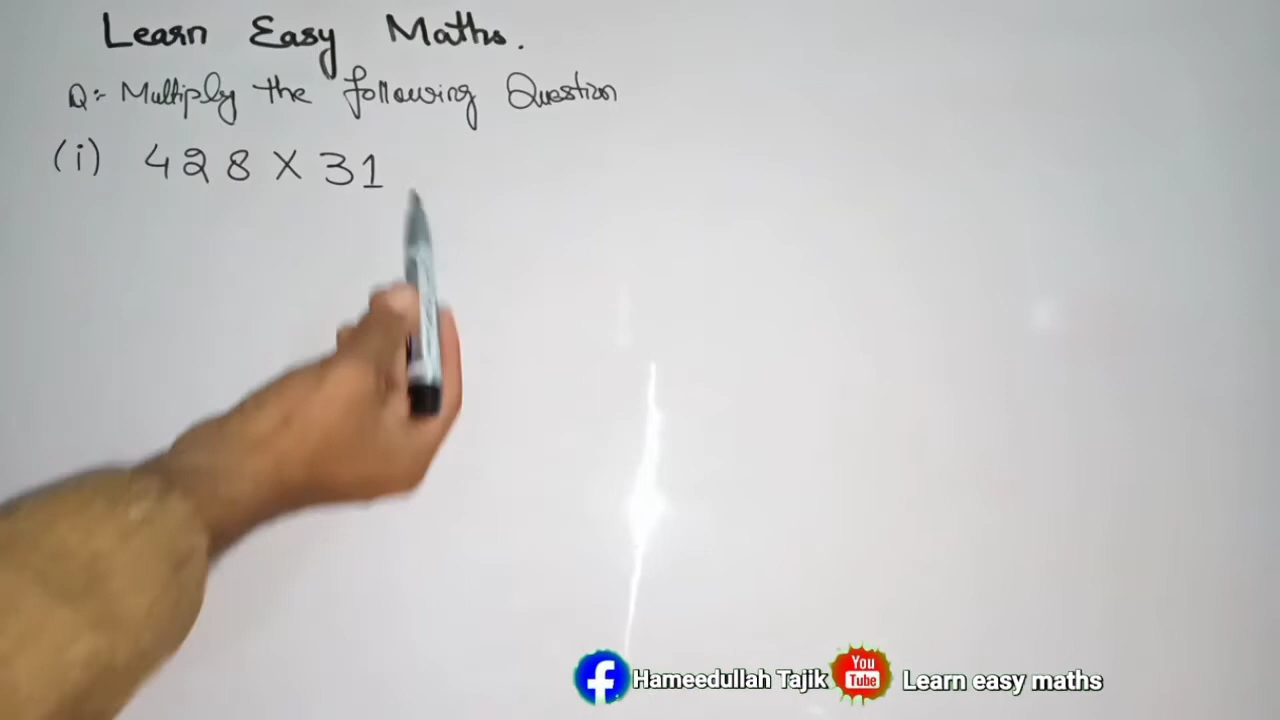 Learn Easy Maths.
Q:- Multiply the following Question
(i) 428 X 31
Hameedullah Tajik You Tube Learn easy maths